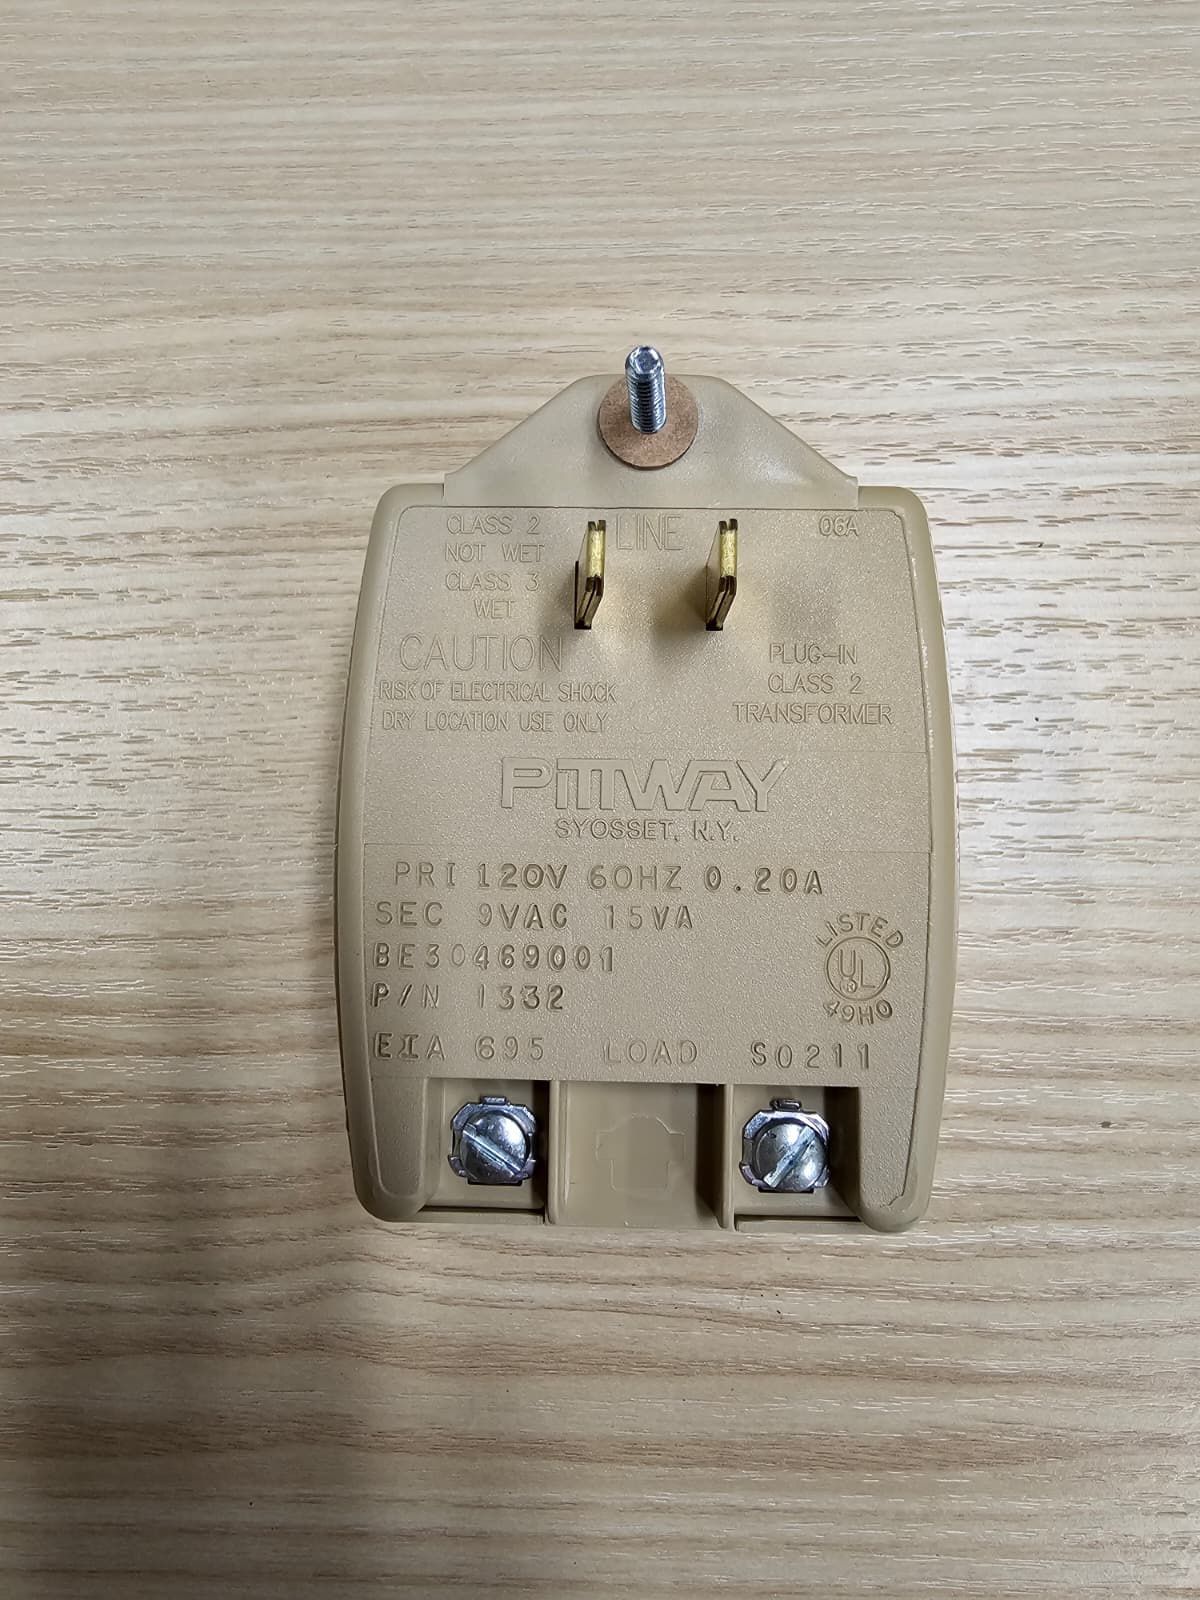 CLASS 2
NOT WET
CLASS 3
WET
LINE
06A
CAUTION
RISK OF ELECTRICAL SHOCK
DRY LOCATION USE ONLY
PLUG-IN
CLASS 2
TRANSFORMER
PITTWAY
SYOSSET, N.Y.
PRI 120V 60HZ 0.20A
SEC 9VAC 15VA
BE30469001
P/N 1332
LISTED
UL
49H0
EIA 695 LOAD S0211